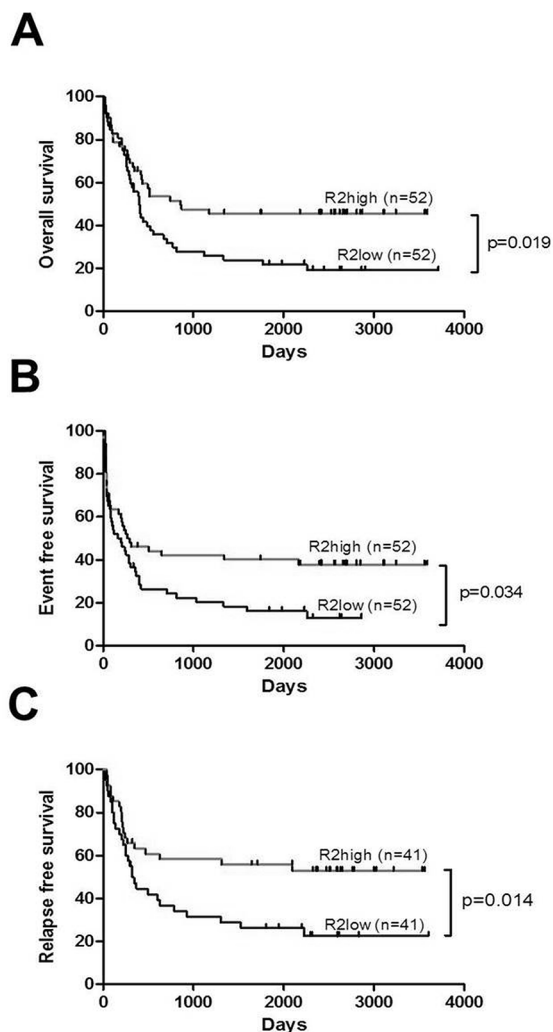 A
Overall survival
100
80
60
40
20
0
R2high (n=52)
R2low (n=52)
p=0.019
0 1000 2000 3000 4000
Days
B
Event free survival
100
80
60
40
20
0
R2high (n=52)
R2low (n=52)
p=0.034
0 1000 2000 3000 4000
Days
C
Relapse free survival
100
80
60
40
20
0
R2high (n=41)
R2low (n=41)
p=0.014
0 1000 2000 3000 4000
Days